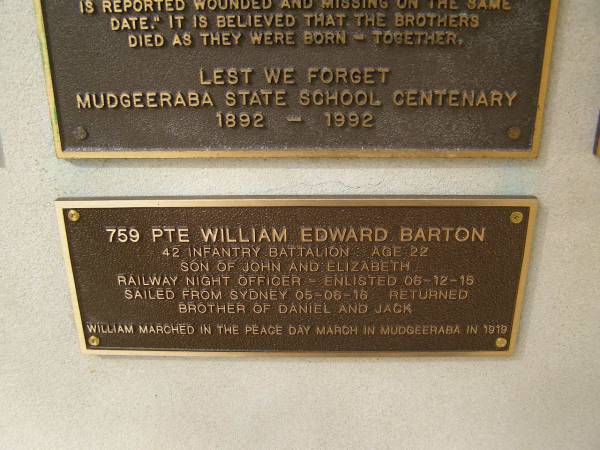 IS REPORTED WOUNDED AND MISSING ON THE SAME
DATE." IT IS BELIEVED THAT THE BROTHERS
DIED AS THEY WERE BORN - TOGETHER.
LEST WE FORGET
MUDGEERABA STATE SCHOOL CENTENARY
1892 - 1992
759 PTE WILLIAM EDWARD BARTON
42 INFANTRY BATTALION AGE 22
SON OF JOHN AND ELIZABETH
RAILWAY NIGHT OFFICER - ENLISTED 06-12-15
SAILED FROM SYDNEY 05-06-16 RETURNED
BROTHER OF DANIEL AND JACK
WILLIAM MARCHED IN THE PEACE DAY MARCH IN MUDGEERABA IN 1919